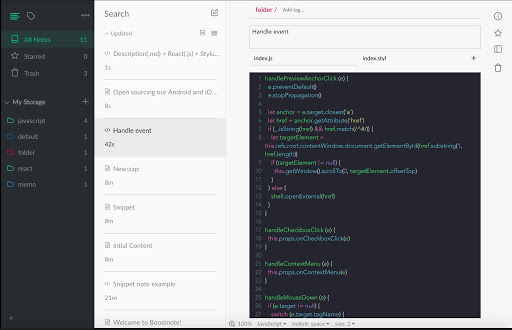 All Notes 11
Starred 0
Trash 3
My Storage
javascript 4
default 1
folder 1
react 1
memo 1
Search
Updated
Description(.md) + React(.js) + Stylu...
1s
Open sourcing our Android and iO...
8s
Handle event
42s
New:zap:
8m
Snippet
8m
Intial Content
8m
Snippet note example
21m
Welcome to Boostnote!
folder / Add tag...
Handle event
index.js index.styl
1 handlePreviewAnchorClick (e) {
2 e.preventDefault()
3 e.stopPropagation()
4
5 let anchor = e.target.closest('a')
6 let href = anchor.getAttribute('href')
7 if (_.isString(href) && href.match(/^#/)) {
8 let targetElement =
this.refs.root.contentWindow.document.getElementById(href.substring(1,
href.length))
9 if (targetElement != null) {
10 this.getWindow().scrollTo(0, targetElement.offsetTop)
11 }
12 } else {
13 shell.openExternal(href)
14 }
15 }
16
17 handleCheckboxClick (e) {
18 this.props.onCheckboxClick(e)
19 }
20
21 handleContextMenu (e) {
22 this.props.onContextMenu(e)
23 }
24
25 handleMouseDown (e) {
26 if (e.target != null) {
27 switch (e.target.tagName) {
100% JavaScript Indent: space size: 2